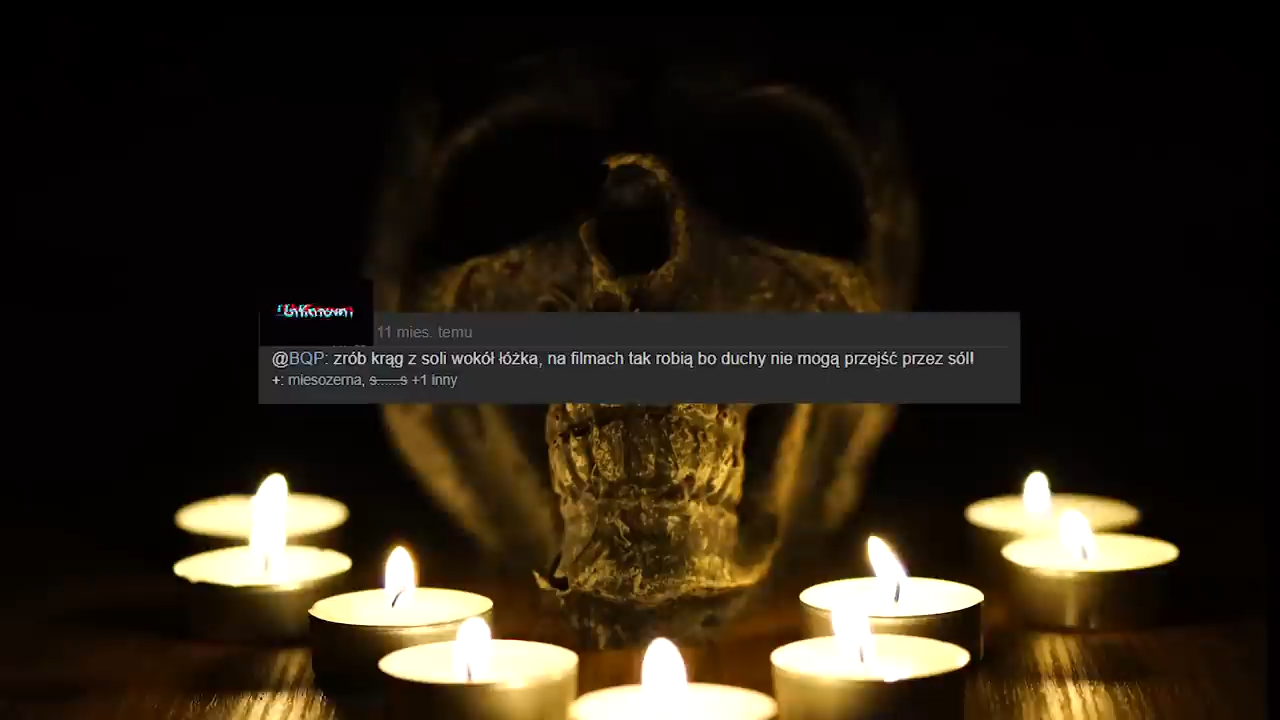 Unknown
11 mies. temu
@BQP: zrób krąg z soli wokół łóżka, na filmach tak robią bo duchy nie mogą przejść przez sól!
+: miesozerna, s......s +1 inny